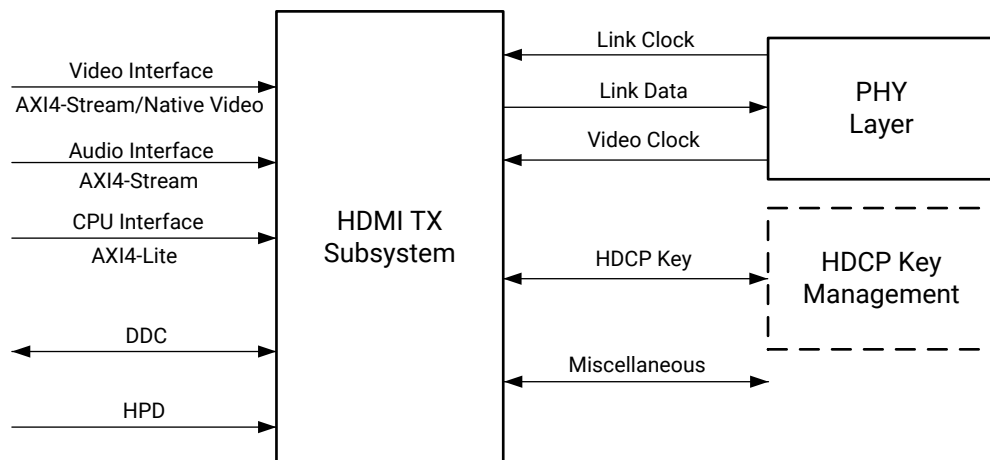 Video Interface
AXI4-Stream/Native Video
Audio Interface
AXI4-Stream
CPU Interface
AXI4-Lite
DDC
HPD
HDMI TX
Subsystem
Link Clock
Link Data
Video Clock
HDCP Key
Miscellaneous
PHY
Layer
HDCP Key
Management